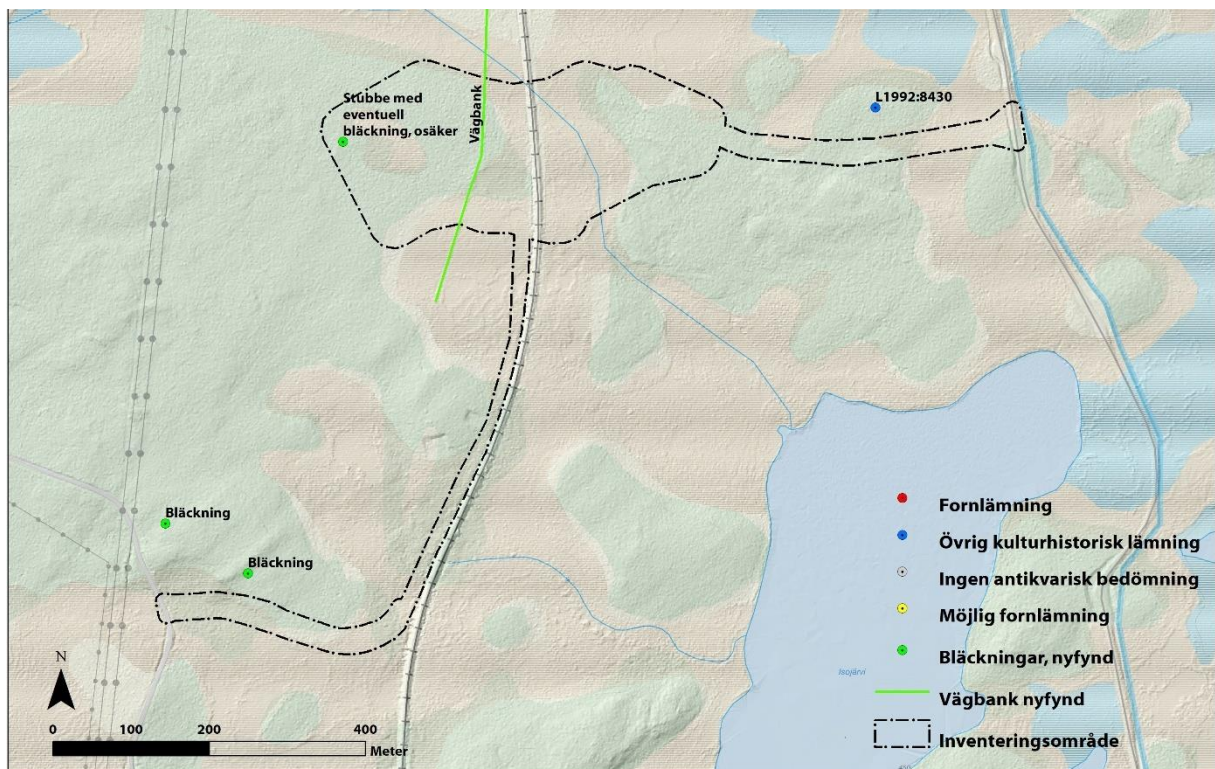 Stubbe med
eventuell
bläckning, osäker
Vägbank
L1992:8430
Bläckning
Bläckning
Fornlämning
Övrig kulturhistorisk lämning
Ingen antikvarisk bedömning
Möjlig fornlämning
Bläckningar, nyfynd
Vägbank nyfynd
Inventeringsområde
Isojärvi
N
0 100 200 400
Meter